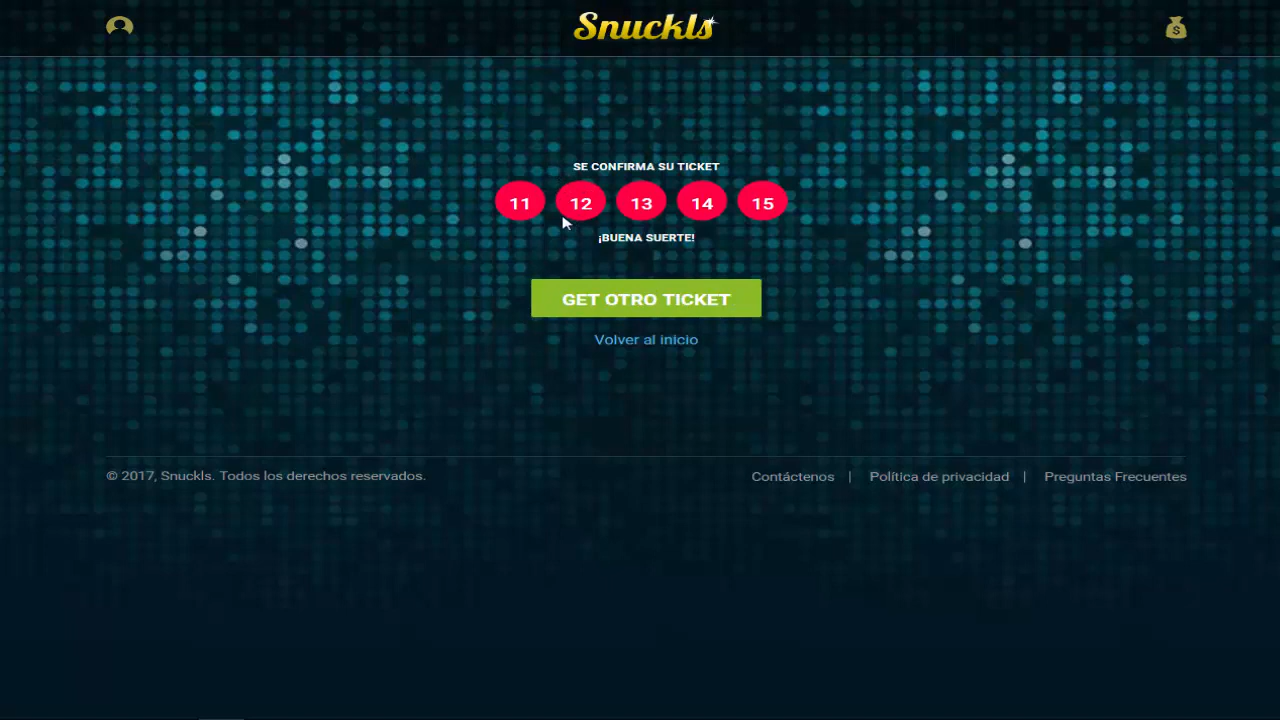 Snuckls
$
SE CONFIRMA SU TICKET
11 12 13 14 15
¡BUENA SUERTE!
GET OTRO TICKET
Volver al inicio
© 2017, Snuckls. Todos los derechos reservados.
Contáctenos | Política de privacidad | Preguntas Frecuentes